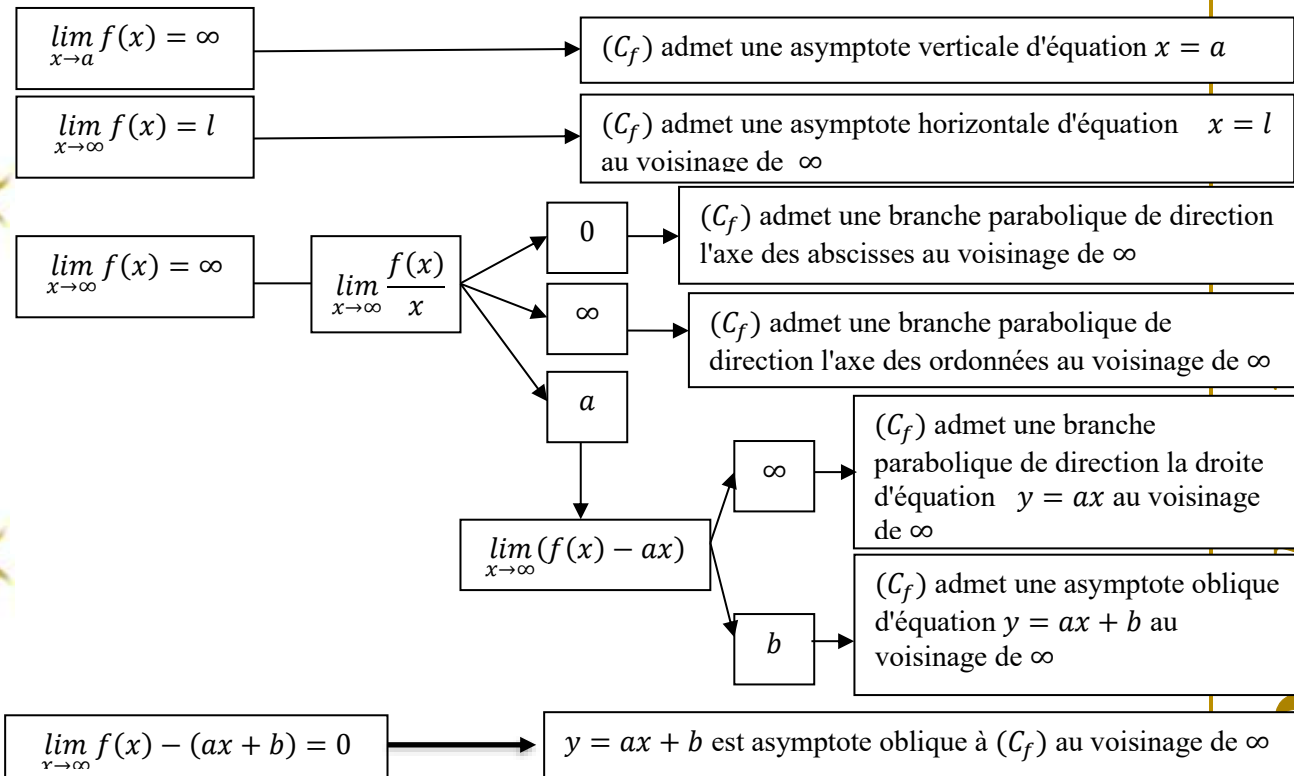 lim f(x) = ∞
x→a
(C_f) admet une asymptote verticale d'équation x = a
lim f(x) = l
x→∞
(C_f) admet une asymptote horizontale d'équation x = l
au voisinage de ∞
lim f(x) = ∞
x→∞
lim f(x)/x
x→∞
0
(C_f) admet une branche parabolique de direction
l'axe des abscisses au voisinage de ∞
∞
(C_f) admet une branche parabolique de
direction l'axe des ordonnées au voisinage de ∞
a
lim (f(x) − ax)
x→∞
∞
(C_f) admet une branche
parabolique de direction la droite
d'équation y = ax au voisinage
de ∞
b
(C_f) admet une asymptote oblique
d'équation y = ax + b au
voisinage de ∞
lim f(x) − (ax + b) = 0
x→∞
y = ax + b est asymptote oblique à (C_f) au voisinage de ∞